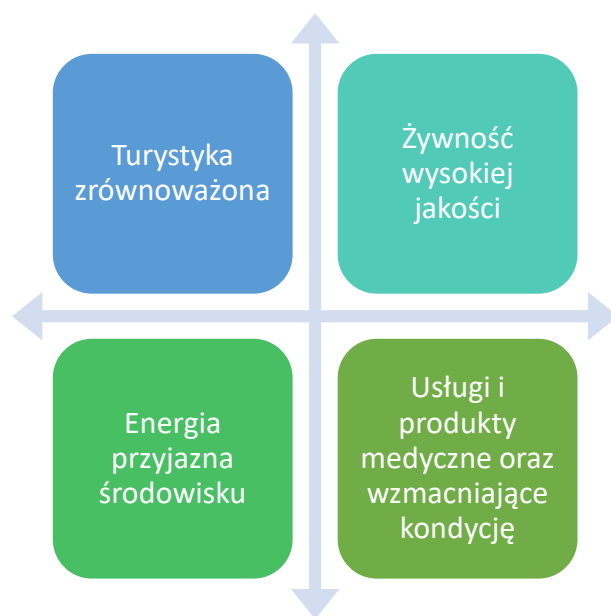 Turystyka
zrównoważona
Żywność
wysokiej
jakości
Energia
przyjazna
środowisku
Usługi i
produkty
medyczne oraz
wzmacniające
kondycję